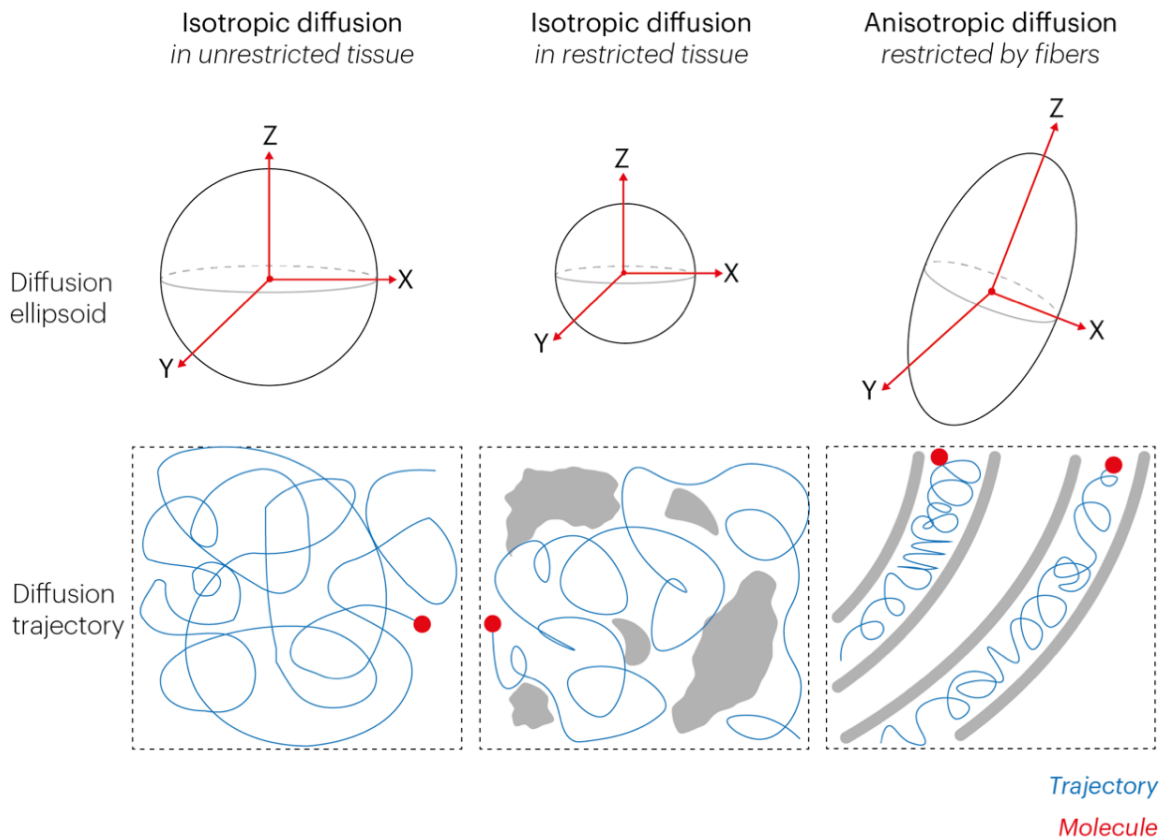 Isotropic diffusion
in unrestricted tissue
Isotropic diffusion
in restricted tissue
Anisotropic diffusion
restricted by fibers
Diffusion
ellipsoid
Z
X
Y
Z
X
Y
Z
X
Y
Diffusion
trajectory
Trajectory
Molecule